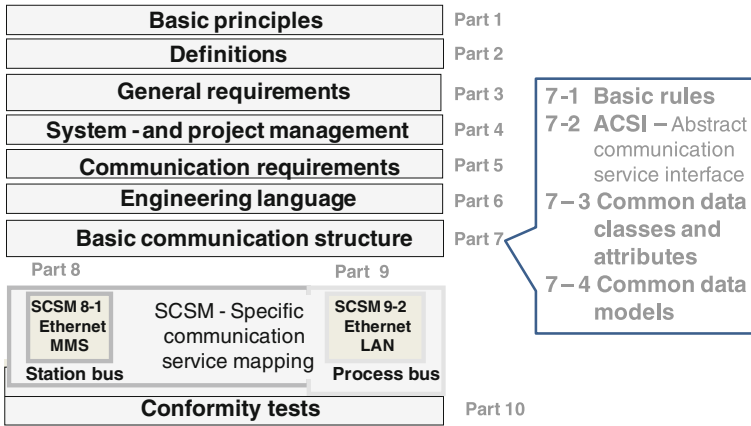 Basic principles
Part 1
Definitions
Part 2
General requirements
Part 3
System -and project management
Part 4
Communication requirements
Part 5
Engineering language
Part 6
Basic communication structure
Part 7
7-1 Basic rules
7-2 ACSI – Abstract
communication
service interface
7–3 Common data
classes and
attributes
7–4 Common data
models
Part 8
Part 9
SCSM 8-1
Ethernet
MMS
Station bus
SCSM - Specific
communication
service mapping
SCSM 9-2
Ethernet
LAN
Process bus
Conformity tests
Part 10